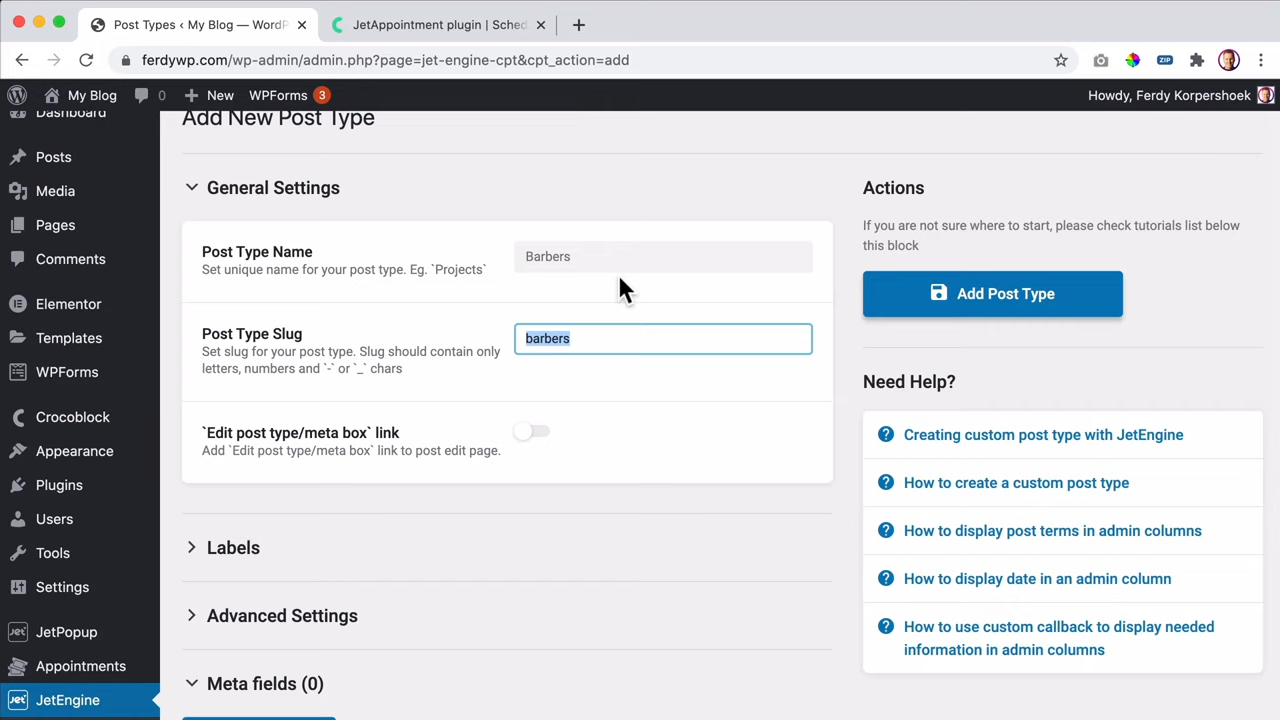 Post Types ‹ My Blog — WordP
JetAppointment plugin | Sched
ferdywp.com/wp-admin/admin.php?page=jet-engine-cpt&cpt_action=add
ZIP
My Blog
0
New
WPForms
3
Howdy, Ferdy Korpershoek
Dashboard
Posts
Media
Pages
Comments
Elementor
Templates
WPForms
Crocoblock
Appearance
Plugins
Users
Tools
Settings
Jet
JetPopup
Appointments
Jet
JetEngine
Add New Post Type
General Settings
Post Type Name
Set unique name for your post type. Eg. `Projects`
Barbers
Post Type Slug
Set slug for your post type. Slug should contain only
letters, numbers and `-` or `_` chars
barbers
`Edit post type/meta box` link
Add `Edit post type/meta box` link to post edit page.
Labels
Advanced Settings
Meta fields (0)
Actions
If you are not sure where to start, please check tutorials list below
this block
Add Post Type
Need Help?
Creating custom post type with JetEngine
How to create a custom post type
How to display post terms in admin columns
How to display date in an admin column
How to use custom callback to display needed
information in admin columns